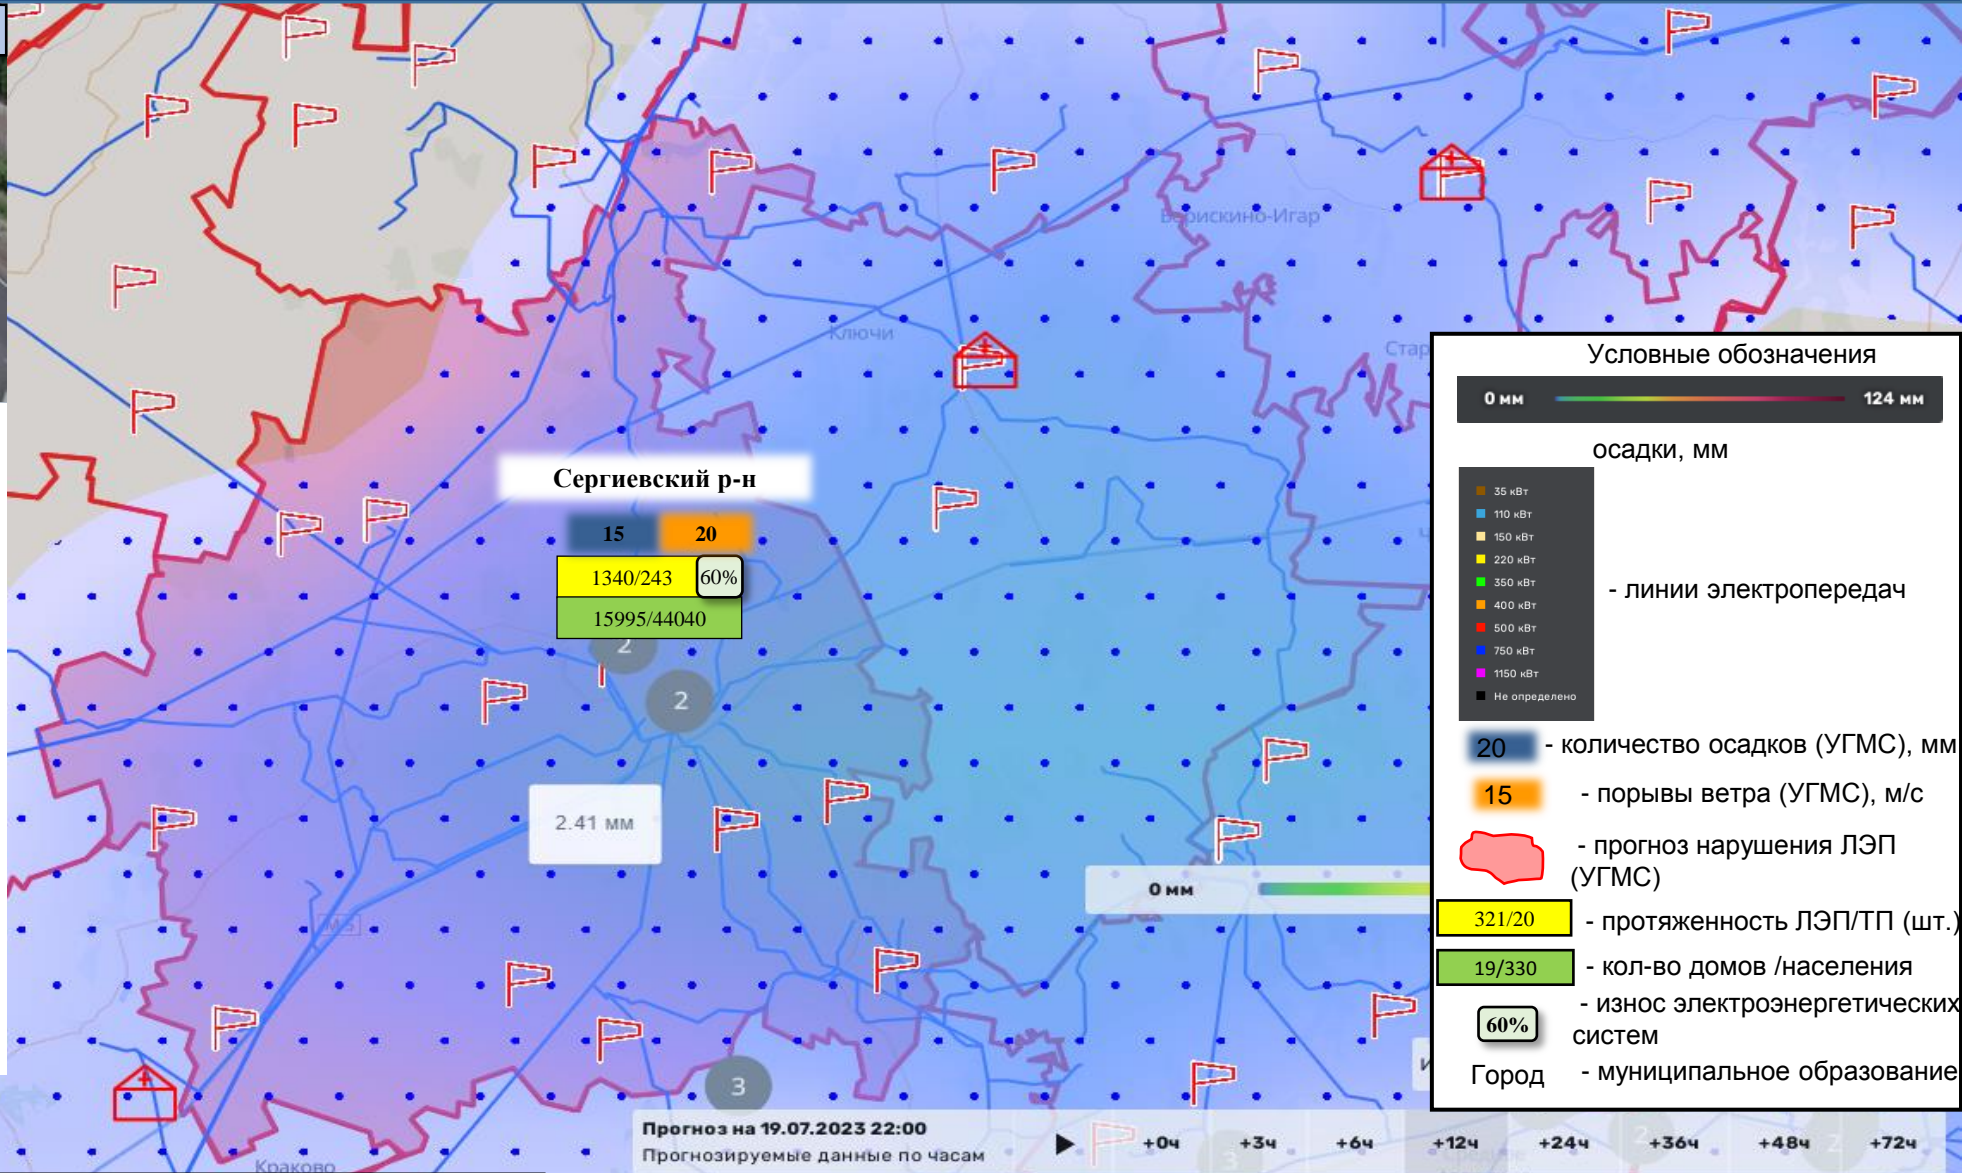 Берискино-Игар
Ключи
Стар
Условные обозначения
0 мм
124 мм
осадки, мм
35 кВт
110 кВт
150 кВт
220 кВт
350 кВт
400 кВт
500 кВт
750 кВт
1150 кВт
Не определено
- линии электропередач
20 - количество осадков (УГМС), мм
15 - порывы ветра (УГМС), м/с
- прогноз нарушения ЛЭП
(УГМС)
321/20 - протяженность ЛЭП/ТП (шт.)
19/330 - кол-во домов /населения
60% - износ электроэнергетических
систем
Город - муниципальное образование
Сергиевский р-н
15 20
1340/243 60%
15995/44040
2
2
2.41 мм
0 мм
М5
3
Краково
Прогноз на 19.07.2023 22:00
Прогнозируемые данные по часам
+0ч +3ч +6ч +12ч +24ч +36ч +48ч +72ч